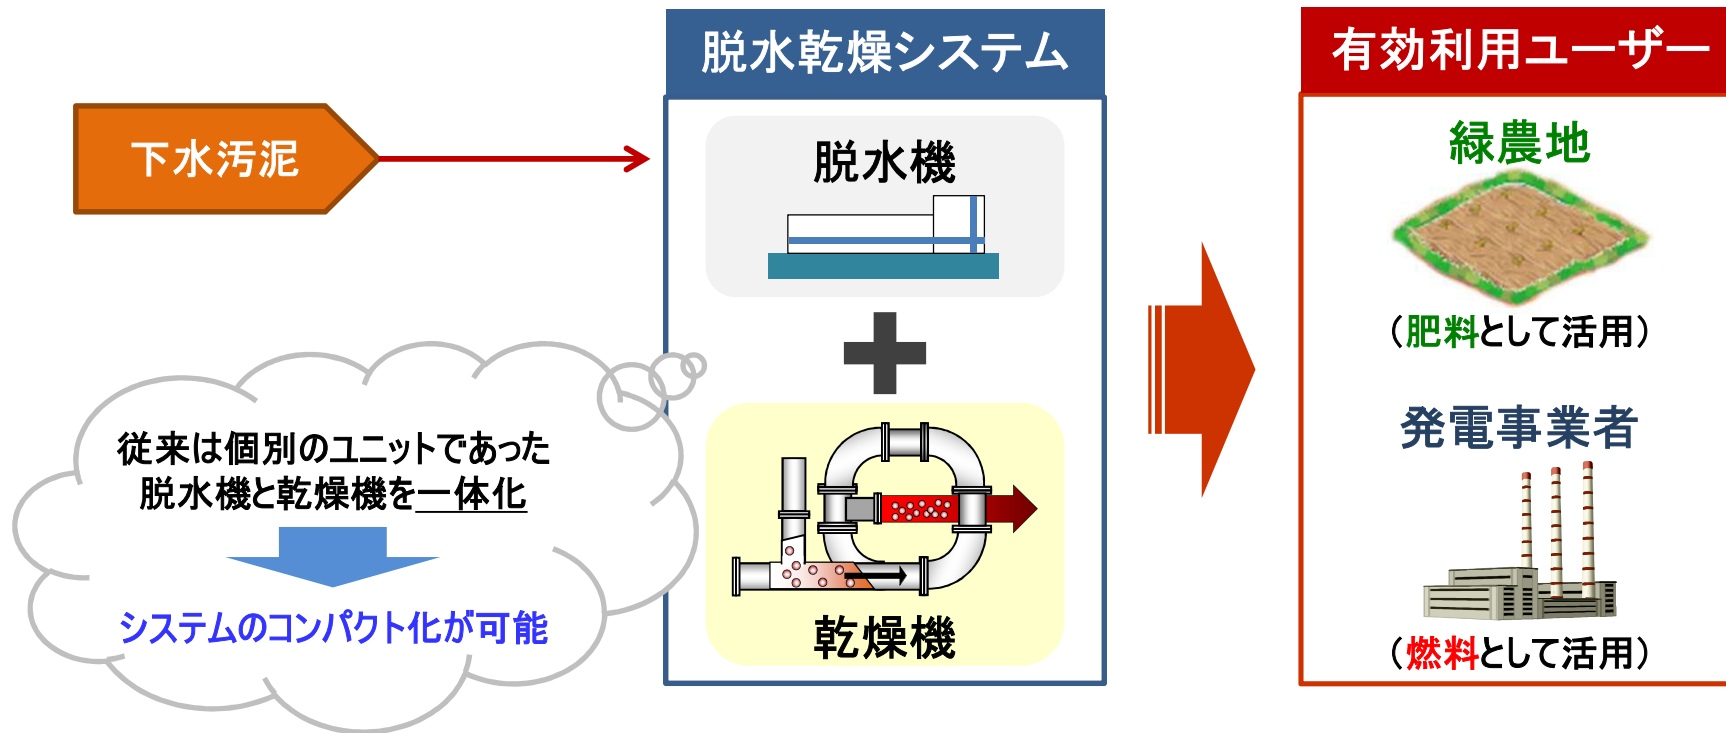 脱水乾燥システム
有効利用ユーザー
下水汚泥
脱水機
緑農地
（肥料として活用）
従来は個別のユニットであった
脱水機と乾燥機を一体化
システムのコンパクト化が可能
乾燥機
発電事業者
（燃料として活用）